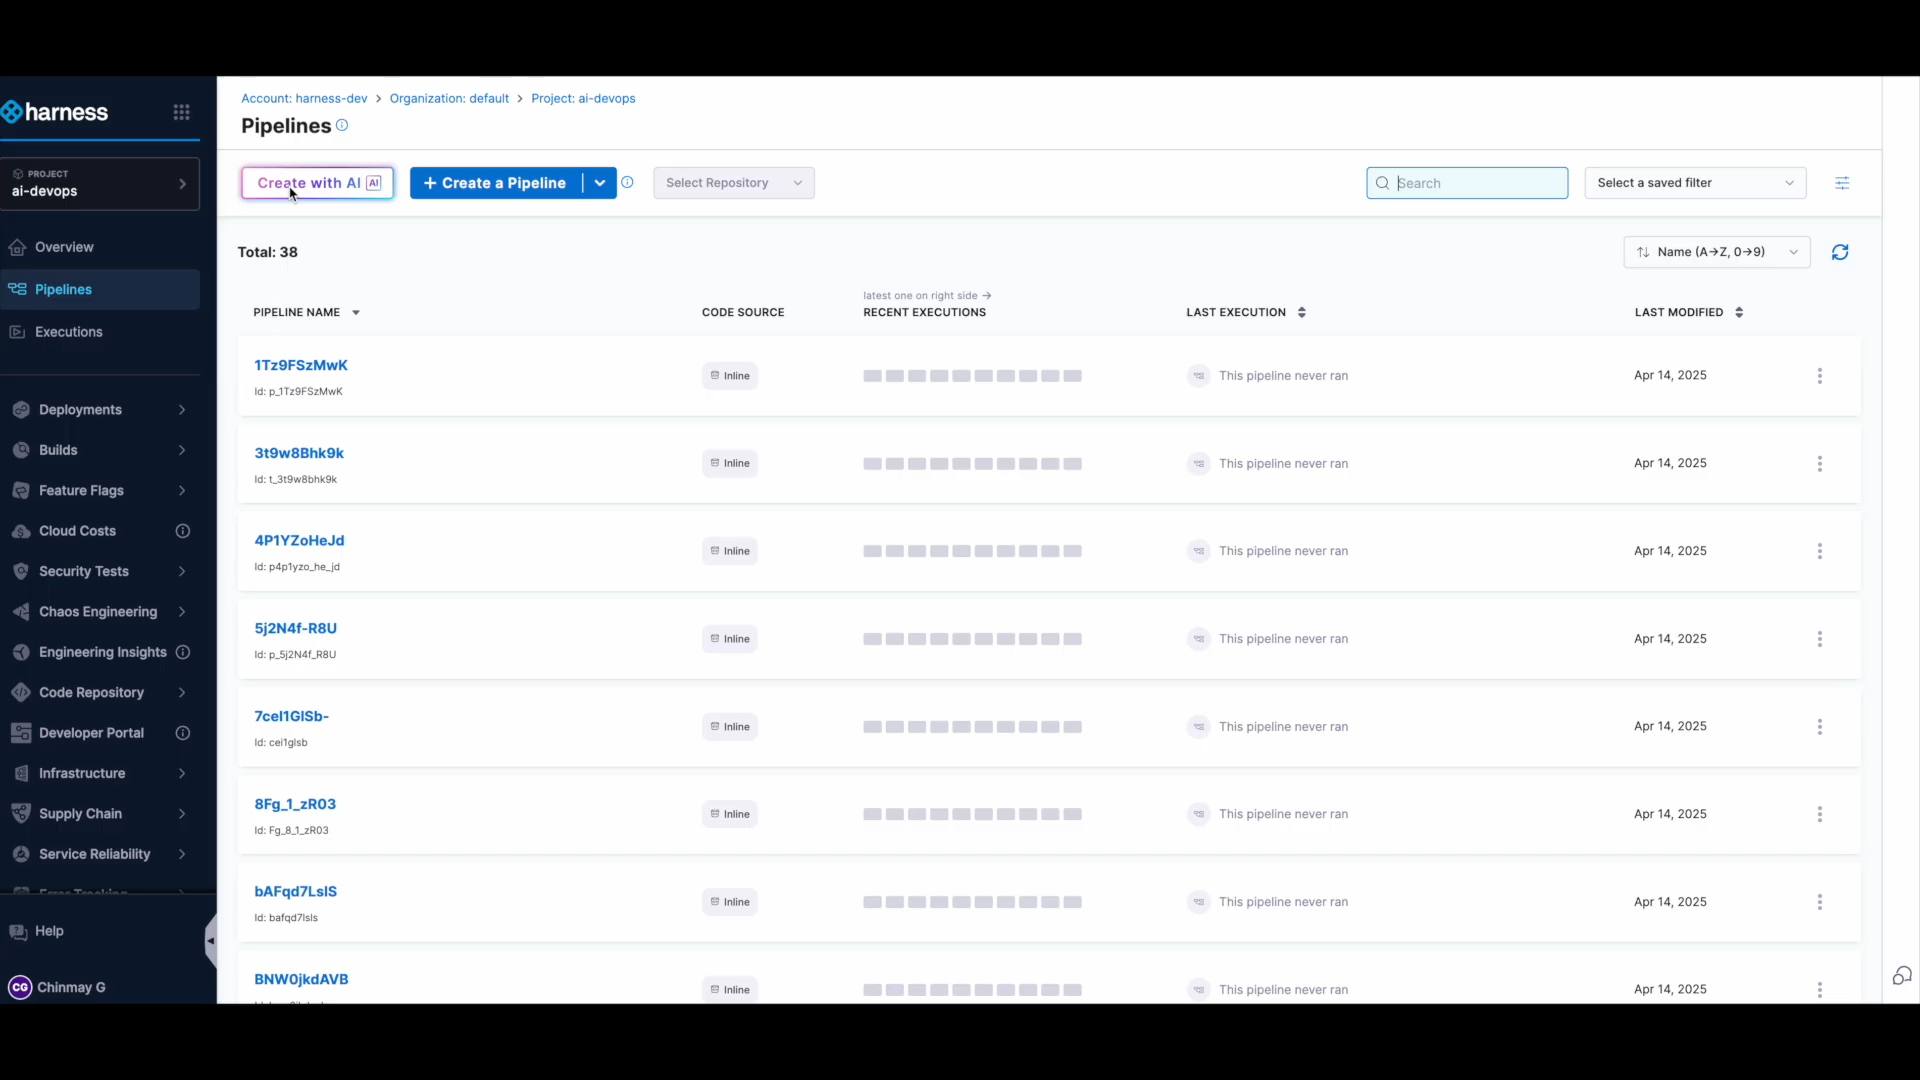 harness
PROJECT
ai-devops
Overview
Pipelines
Executions
Deployments
Builds
Feature Flags
Cloud Costs
Security Tests
Chaos Engineering
Engineering Insights
Code Repository
Developer Portal
Infrastructure
Supply Chain
Service Reliability
Error Tracking
Help
CG Chinmay G
Account: harness-dev > Organization: default > Project: ai-devops
Pipelines
Create with AI AI
+ Create a Pipeline
Select Repository
Search
Select a saved filter
Total: 38
Name (A→Z, 0→9)
latest one on right side →
PIPELINE NAME CODE SOURCE RECENT EXECUTIONS LAST EXECUTION LAST MODIFIED
1Tz9FSzMwK
Id: p_1Tz9FSzMwK
Inline
This pipeline never ran
Apr 14, 2025
3t9w8Bhk9k
Id: t_3t9w8bhk9k
Inline
This pipeline never ran
Apr 14, 2025
4P1YZoHeJd
Id: p4p1yzo_he_jd
Inline
This pipeline never ran
Apr 14, 2025
5j2N4f-R8U
Id: p_5j2N4f_R8U
Inline
This pipeline never ran
Apr 14, 2025
7ceI1GlSb-
Id: cei1glsb
Inline
This pipeline never ran
Apr 14, 2025
8Fg_1_zR03
Id: Fg_8_1_zR03
Inline
This pipeline never ran
Apr 14, 2025
bAFqd7LsIS
Id: bafqd7lsls
Inline
This pipeline never ran
Apr 14, 2025
BNW0jkdAVB
Inline
This pipeline never ran
Apr 14, 2025